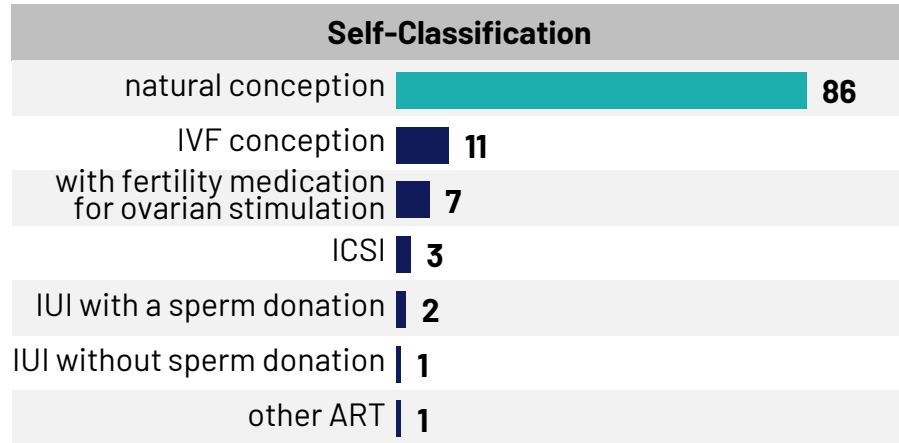 Self-Classification
natural conception 86
IVF conception 11
with fertility medication
for ovarian stimulation 7
ICSI 3
IUI with a sperm donation 2
IUI without sperm donation 1
other ART 1